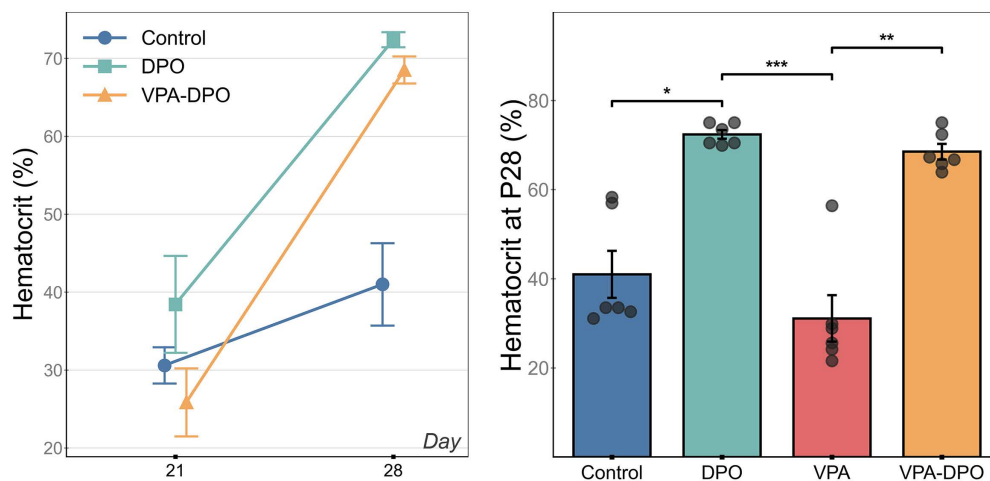 Hematocrit (%)
70
60
50
40
30
20
Control
DPO
VPA-DPO
Day
21
28
Hematocrit at P28 (%)
80
60
40
20
*
***
**
Control
DPO
VPA
VPA-DPO